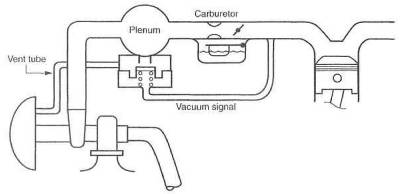 Carburetor
Plenum
Vent tube
Vacuum signal